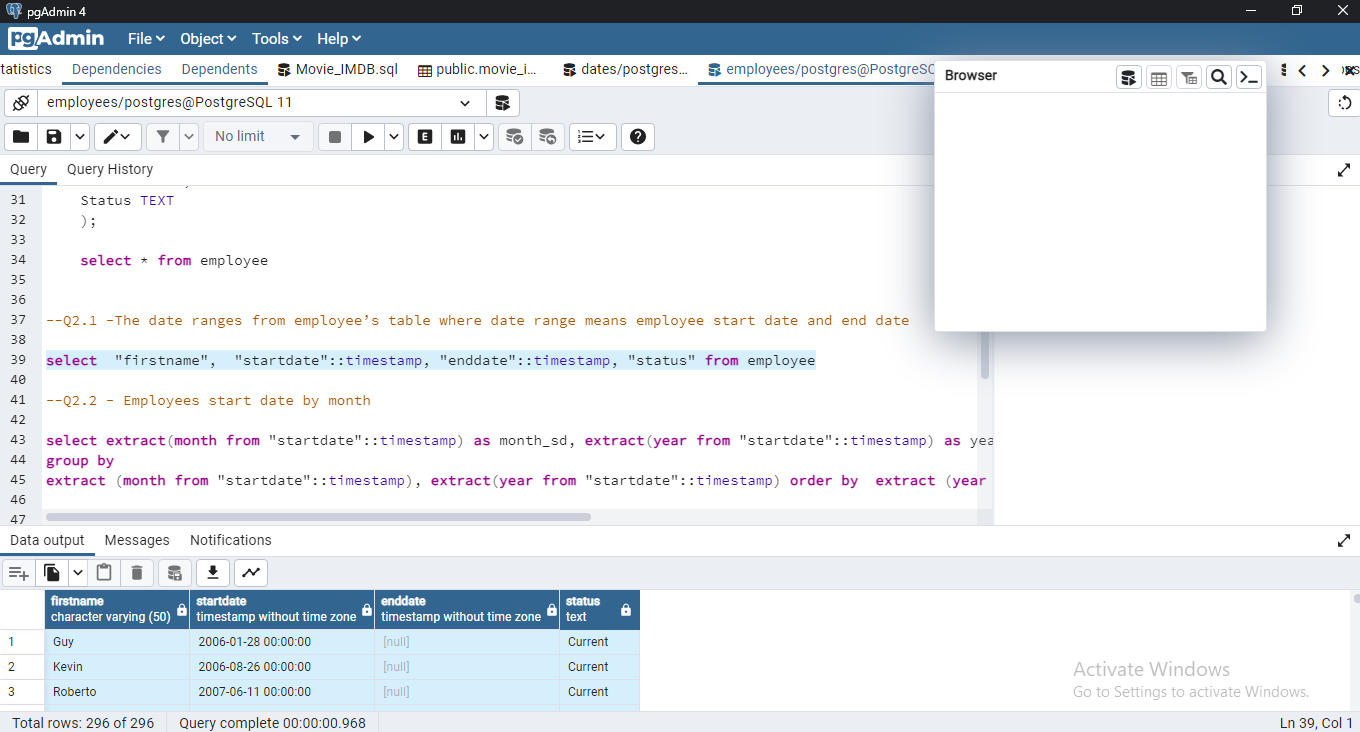 pgAdmin 4
pgAdmin File Object Tools Help
tatistics Dependencies Dependents Movie_IMDB.sql public.movie_i... dates/postgres... employees/postgres@PostgreSQ
Browser
employees/postgres@PostgreSQL 11
No limit
Query Query History
31 Status TEXT
32 );
33
34 select * from employee
35
36
37 --Q2.1 -The date ranges from employee’s table where date range means employee start date and end date
38
39 select "firstname", "startdate"::timestamp, "enddate"::timestamp, "status" from employee
40
41 --Q2.2 - Employees start date by month
42
43 select extract(month from "startdate"::timestamp) as month_sd, extract(year from "startdate"::timestamp) as yea
44 group by
45 extract (month from "startdate"::timestamp), extract(year from "startdate"::timestamp) order by extract (year
46
47
Data output Messages Notifications
firstname startdate enddate status
character varying (50) timestamp without time zone timestamp without time zone text
1 Guy 2006-01-28 00:00:00 [null] Current
2 Kevin 2006-08-26 00:00:00 [null] Current
3 Roberto 2007-06-11 00:00:00 [null] Current
Activate Windows
Go to Settings to activate Windows.
Total rows: 296 of 296 Query complete 00:00:00.968 Ln 39, Col 1